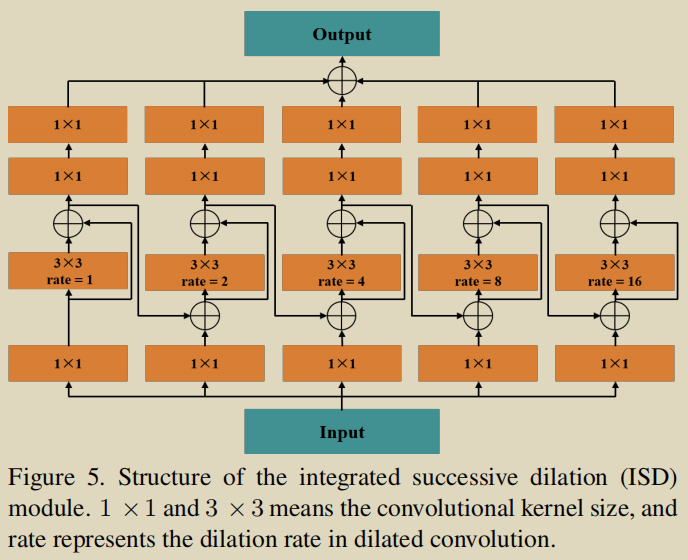 Output
1×1 1×1 1×1 1×1 1×1
1×1 1×1 1×1 1×1 1×1
3×3 3×3 3×3 3×3 3×3
rate = 1 rate = 2 rate = 4 rate = 8 rate = 16
1×1 1×1 1×1 1×1 1×1
Input
Figure 5. Structure of the integrated successive dilation (ISD)
module. 1 ×1 and 3 ×3 means the convolutional kernel size, and
rate represents the dilation rate in dilated convolution.